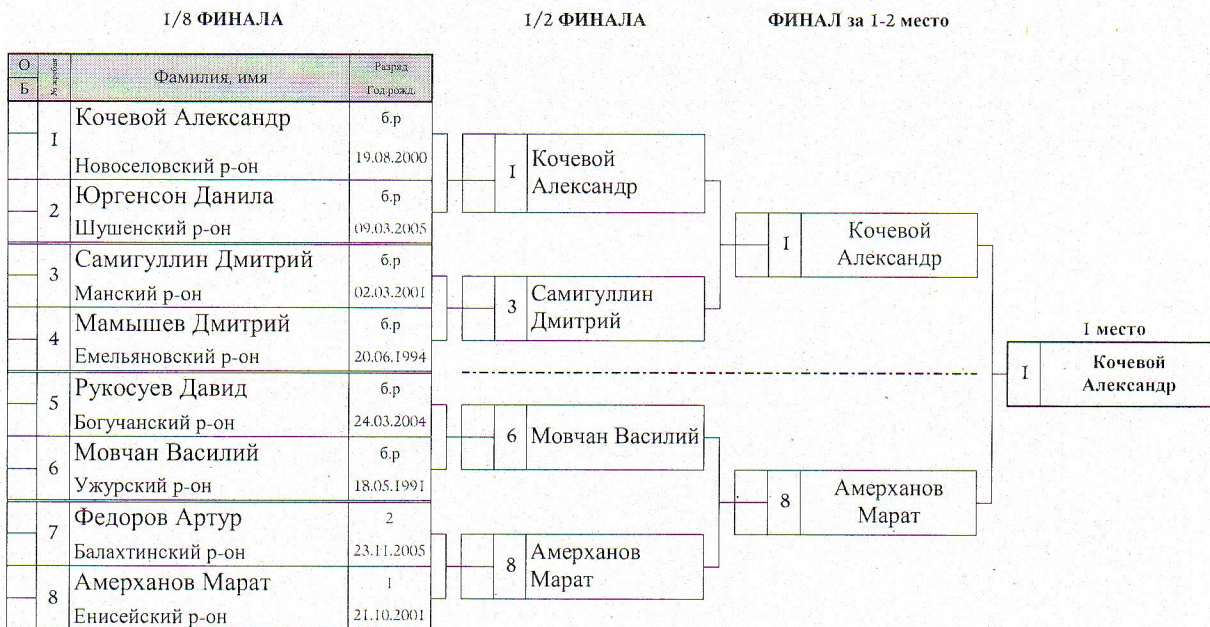 1/8 ФИНАЛА
1/2 ФИНАЛА
ФИНАЛ за 1-2 место
О
Б
№ жребия
Фамилия, имя
Разряд
Год рожд.
1
Кочевой Александр
б.р
Новоселовский р-он
19.08.2000
2
Юргенсон Данила
б.р
Шушенский р-он
09.03.2005
3
Самигуллин Дмитрий
б.р
Манский р-он
02.03.2001
4
Мамышев Дмитрий
б.р
Емельяновский р-он
20.06.1994
5
Рукосуев Давид
б.р
Богучанский р-он
24.03.2004
6
Мовчан Василий
б.р
Ужурский р-он
18.05.1991
7
Федоров Артур
2
Балахтинский р-он
23.11.2005
8
Амерханов Марат
1
Енисейский р-он
21.10.2001
1
Кочевой
Александр
3
Самигуллин
Дмитрий
6
Мовчан Василий
8
Амерханов
Марат
1
Кочевой
Александр
8
Амерханов
Марат
1 место
1
Кочевой
Александр